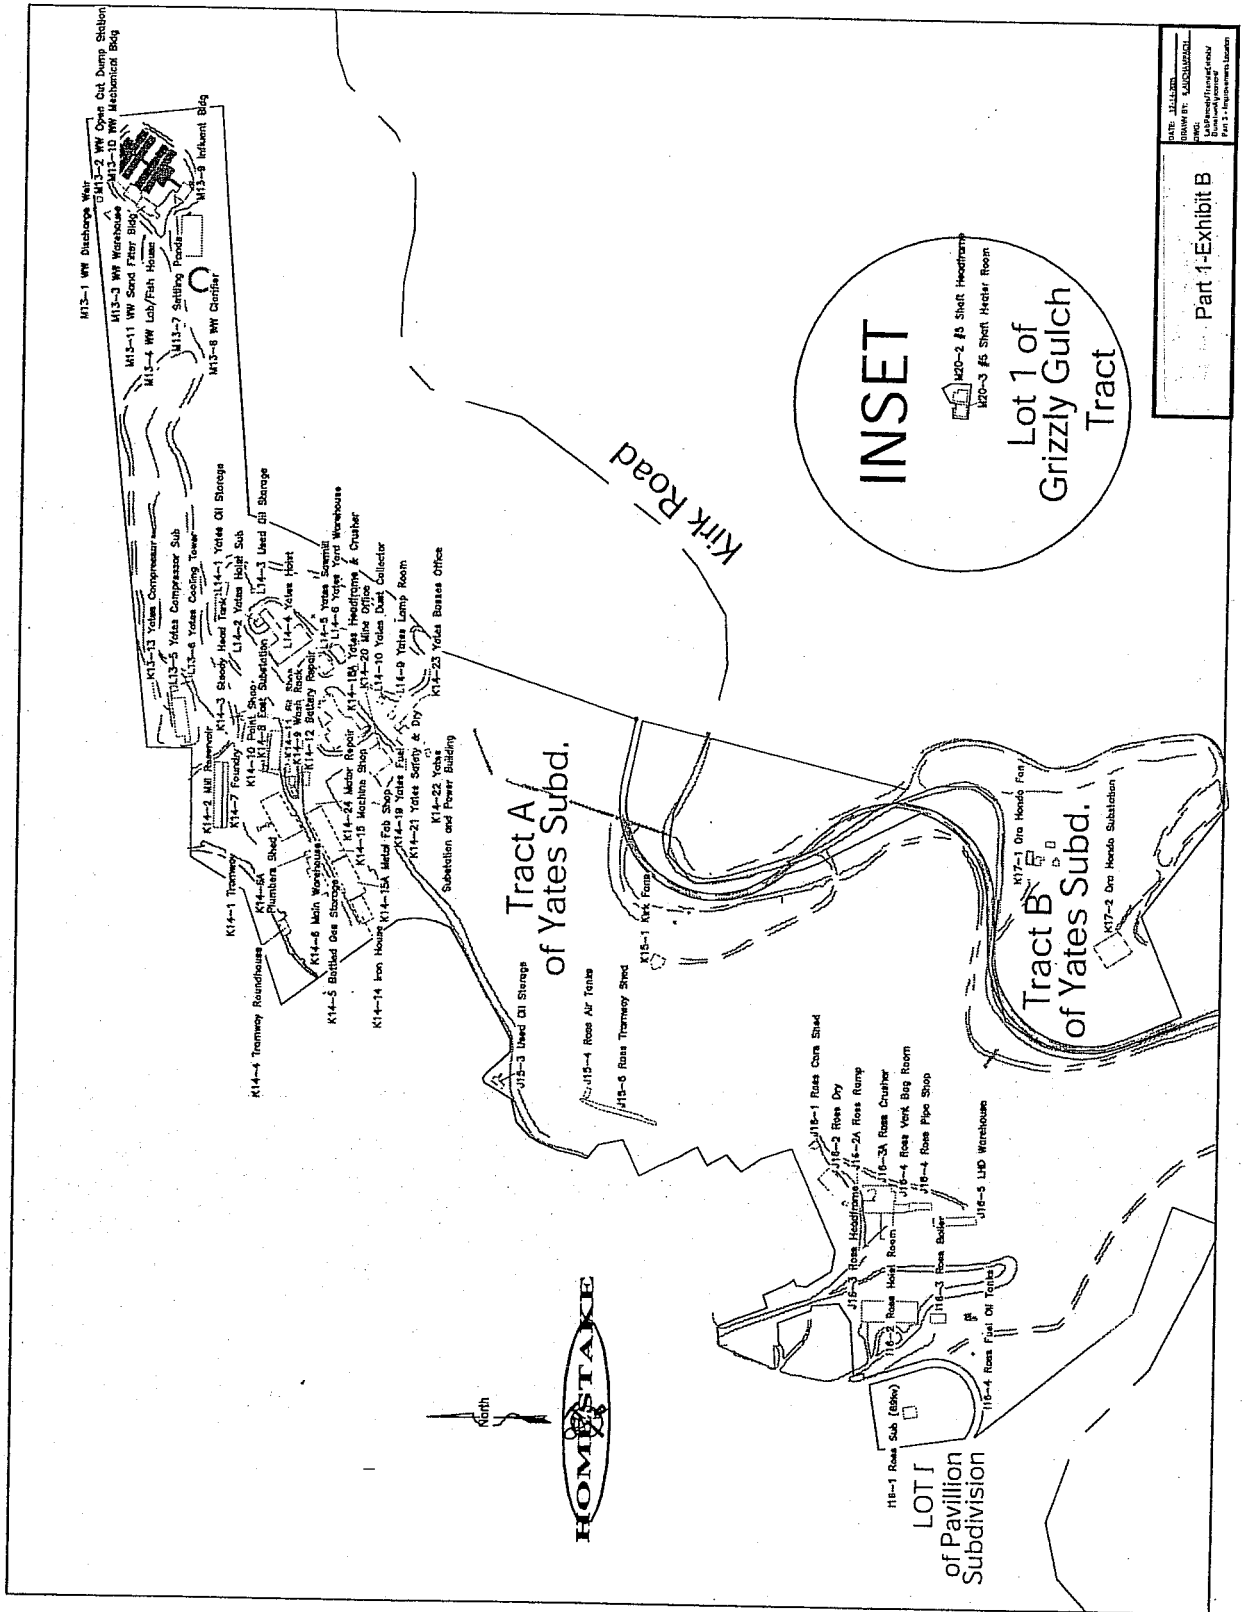 M13-1 WW Discharge Weir
M13-2 WW Open Cut Dump Station
M13-10 WW Mechanical Bldg
M13-3 WW Warehouse
M13-11 WW Sand Filter Bldg
M13-4 WW Lab/Fish House
M13-7 Settling Ponds
M13-9 Influent Bldg
M13-8 WW Clarifier
K13-13 Yates Compressor
L13-5 Yates Compressor Sub
L13-6 Yates Cooling Tower
K14-3 Steady Head Tank
L14-1 Yates Oil Storage
L14-2 Yates Hoist Sub
L14-3 Used Oil Storage
L14-4 Yates Hoist
L14-5 Yates Sawmill
L14-6 Yates Yard Warehouse
K14-18A Yates Headframe & Crusher
K14-20 Mine Office
L14-10 Yates Dust Collector
L14-9 Yates Lamp Room
K14-23 Yates Bosses Office
K14-2 Mill Reservoir
K14-7 Foundry
K14-10 Paint Shop
K14-8 East Substation
K14-9 Wash Rack
K14-12 Battery Repair
K14-24 Motor Repair
K14-15 Machine Shop
K14-15A Metal Fab Shop
K14-19 Yates Fuel
K14-21 Yates Safety & Dry
K14-22 Yates
Substation and Power Building
K14-1 Tramway
K14-6A
Plumbers Shed
K14-6 Main Warehouse
K14-4 Tramway Roundhouse
K14-5 Bottled Gas Storage
K14-14 Iron House
Tract A
of Yates Subd.
Kirk Road
J15-3 Used Oil Storage
J15-4 Ross Air Tanks
J15-6 Ross Tramway Shed
K15-1 Kirk Fans
K17-1 Oro Hondo Fan
Tract B
of Yates Subd.
K17-2 Oro Hondo Substation
J16-1 Ross Cars Shed
J16-2 Ross Dry
J16-2A Ross Ramp
J16-3 Ross Headframe
J16-3A Ross Crusher
J16-4 Ross Vent Bag Room
J16-4 Ross Pipe Shop
J16-5 LHD Warehouse
I16-2 Ross Hoist Room
I16-3 Ross Boiler
I16-4 Ross Fuel Oil Tanks
I16-1 Ross Sub (69kv)
LOT I
of Pavillion
Subdivision
North
HOMESTAKE
INSET
M20-2 #5 Shaft Headframe
M20-3 #5 Shaft Heater Room
Lot 1 of
Grizzly Gulch
Tract
Part 1-Exhibit B
DATE: 12-14-2005
DRAWN BY:
DWG: